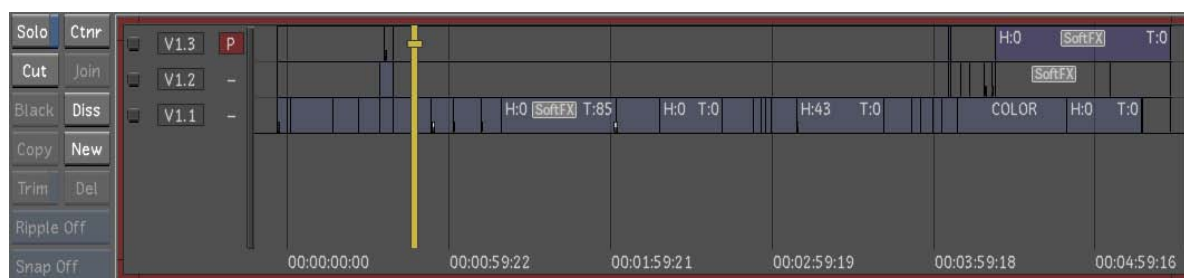 Solo Ctnr
Cut Join
Black Diss
Copy New
Trim Del
Ripple Off
Snap Off
V1.3 P H:0 SoftFX T:0
V1.2 – SoftFX
V1.1 – H:0 SoftFX T:85 H:0 T:0 H:43 T:0 COLOR H:0 T:0
00:00:00:00 00:00:59:22 00:01:59:21 00:02:59:19 00:03:59:18 00:04:59:16